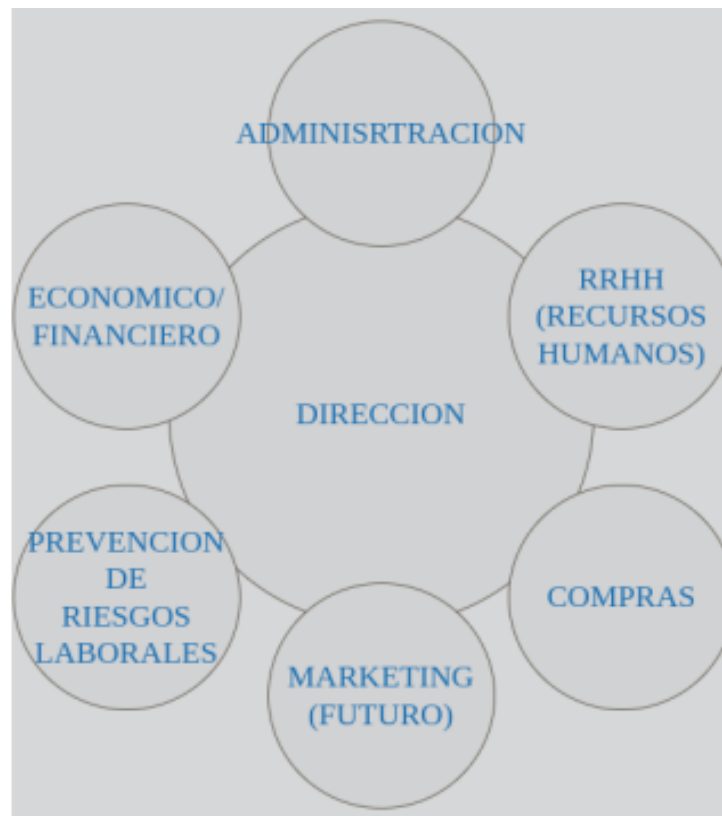 ADMINISRTRACION
ECONOMICO/
FINANCIERO
RRHH
(RECURSOS
HUMANOS)
DIRECCION
PREVENCION
DE
RIESGOS
LABORALES
COMPRAS
MARKETING
(FUTURO)